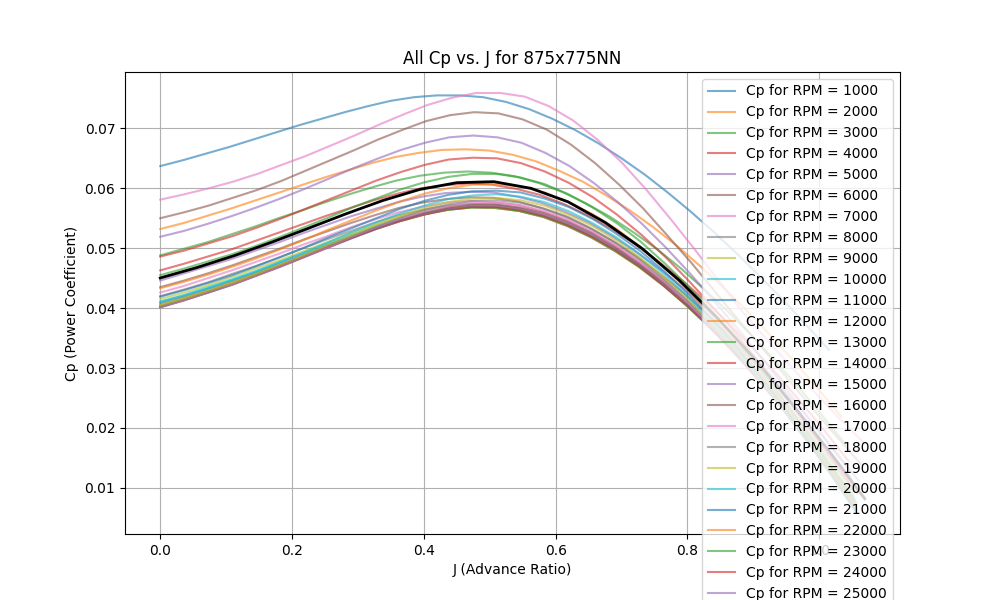 All Cp vs. J for 875x775NN
Cp (Power Coefficient)
0.07
0.06
0.05
0.04
0.03
0.02
0.01
0.0
0.2
0.4
0.6
0.8
J (Advance Ratio)
Cp for RPM = 1000
Cp for RPM = 2000
Cp for RPM = 3000
Cp for RPM = 4000
Cp for RPM = 5000
Cp for RPM = 6000
Cp for RPM = 7000
Cp for RPM = 8000
Cp for RPM = 9000
Cp for RPM = 10000
Cp for RPM = 11000
Cp for RPM = 12000
Cp for RPM = 13000
Cp for RPM = 14000
Cp for RPM = 15000
Cp for RPM = 16000
Cp for RPM = 17000
Cp for RPM = 18000
Cp for RPM = 19000
Cp for RPM = 20000
Cp for RPM = 21000
Cp for RPM = 22000
Cp for RPM = 23000
Cp for RPM = 24000
Cp for RPM = 25000